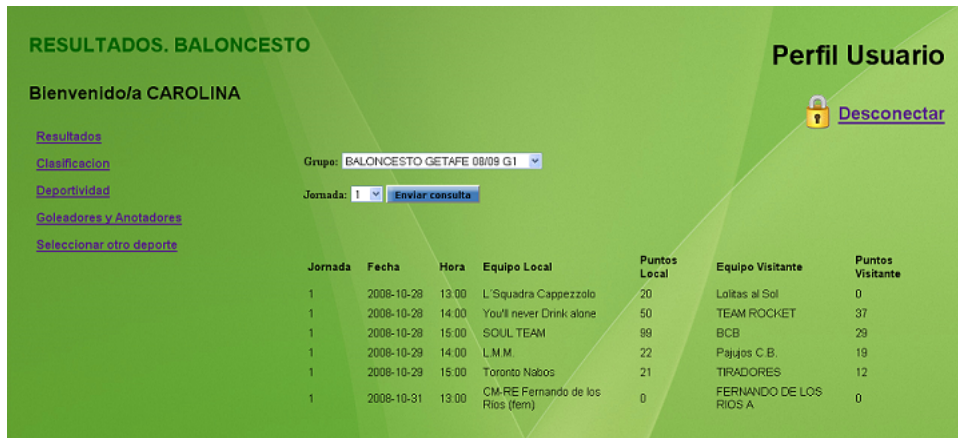 RESULTADOS. BALONCESTO
Perfil Usuario
Bienvenido/a CAROLINA
Desconectar
Resultados
Clasificacion
Deportividad
Goleadores y Anotadores
Seleccionar otro deporte
Grupo: BALONCESTO GETAFE 08/09 G1
Jornada: 1 Enviar consulta
Jornada Fecha Hora Equipo Local Puntos Local Equipo Visitante Puntos Visitante
1 2008-10-28 13:00 L´Squadra Cappezzolo 20 Lolitas al Sol 0
1 2008-10-28 14:00 You'll never Drink alone 50 TEAM ROCKET 37
1 2008-10-28 15:00 SOUL TEAM 99 BCB 29
1 2008-10-29 14:00 L.M.M. 22 Pajujos C.B. 19
1 2008-10-29 15:00 Toronto Nabos 21 TIRADORES 12
1 2008-10-31 13:00 CM-RE Fernando de los Ríos (fem) 0 FERNANDO DE LOS RIOS A 0